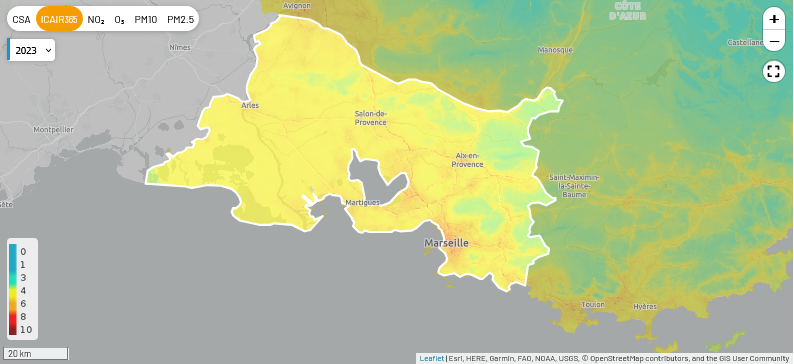 CSA ICAIR365 NO₂ O₃ PM10 PM2.5
2023
+
−
Avignon
CÔTE
D'AZUR
Nîmes
Manosque
Castellane
Arles
Salon-de-
Provence
Montpellier
Aix-en-
Provence
Saint-Maximin-
la-Sainte-
Baume
Sète
Martigues
Marseille
Toulon
Hyères
0
1
3
4
6
8
10
20 km
Leaflet | Esri, HERE, Garmin, FAO, NOAA, USGS, © OpenStreetMap contributors, and the GIS User Community